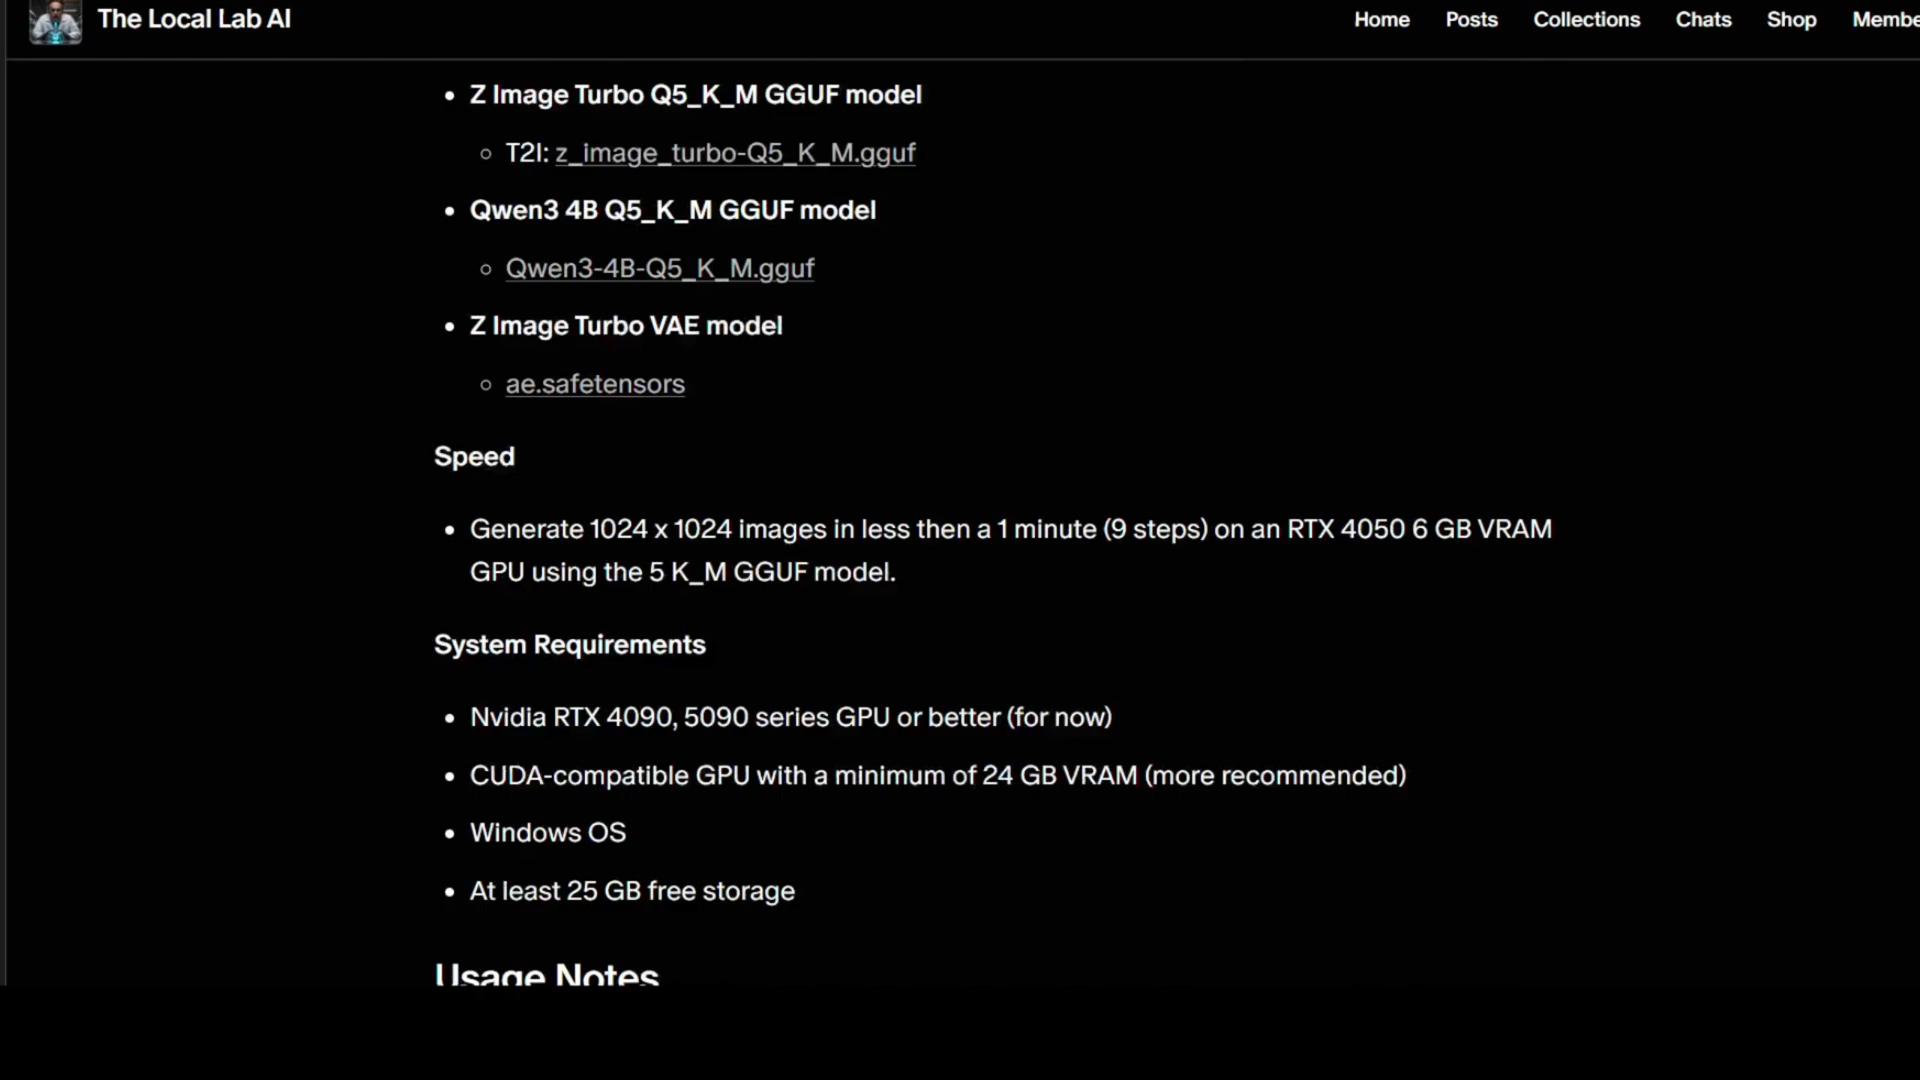 The Local Lab AI
Home Posts Collections Chats Shop Membe
Z Image Turbo Q5_K_M GGUF model
T2I: z_image_turbo-Q5_K_M.gguf
Qwen3 4B Q5_K_M GGUF model
Qwen3-4B-Q5_K_M.gguf
Z Image Turbo VAE model
ae.safetensors
Speed
Generate 1024 x 1024 images in less then a 1 minute (9 steps) on an RTX 4050 6 GB VRAM
GPU using the 5 K_M GGUF model.
System Requirements
Nvidia RTX 4090, 5090 series GPU or better (for now)
CUDA-compatible GPU with a minimum of 24 GB VRAM (more recommended)
Windows OS
At least 25 GB free storage
Usage Notes